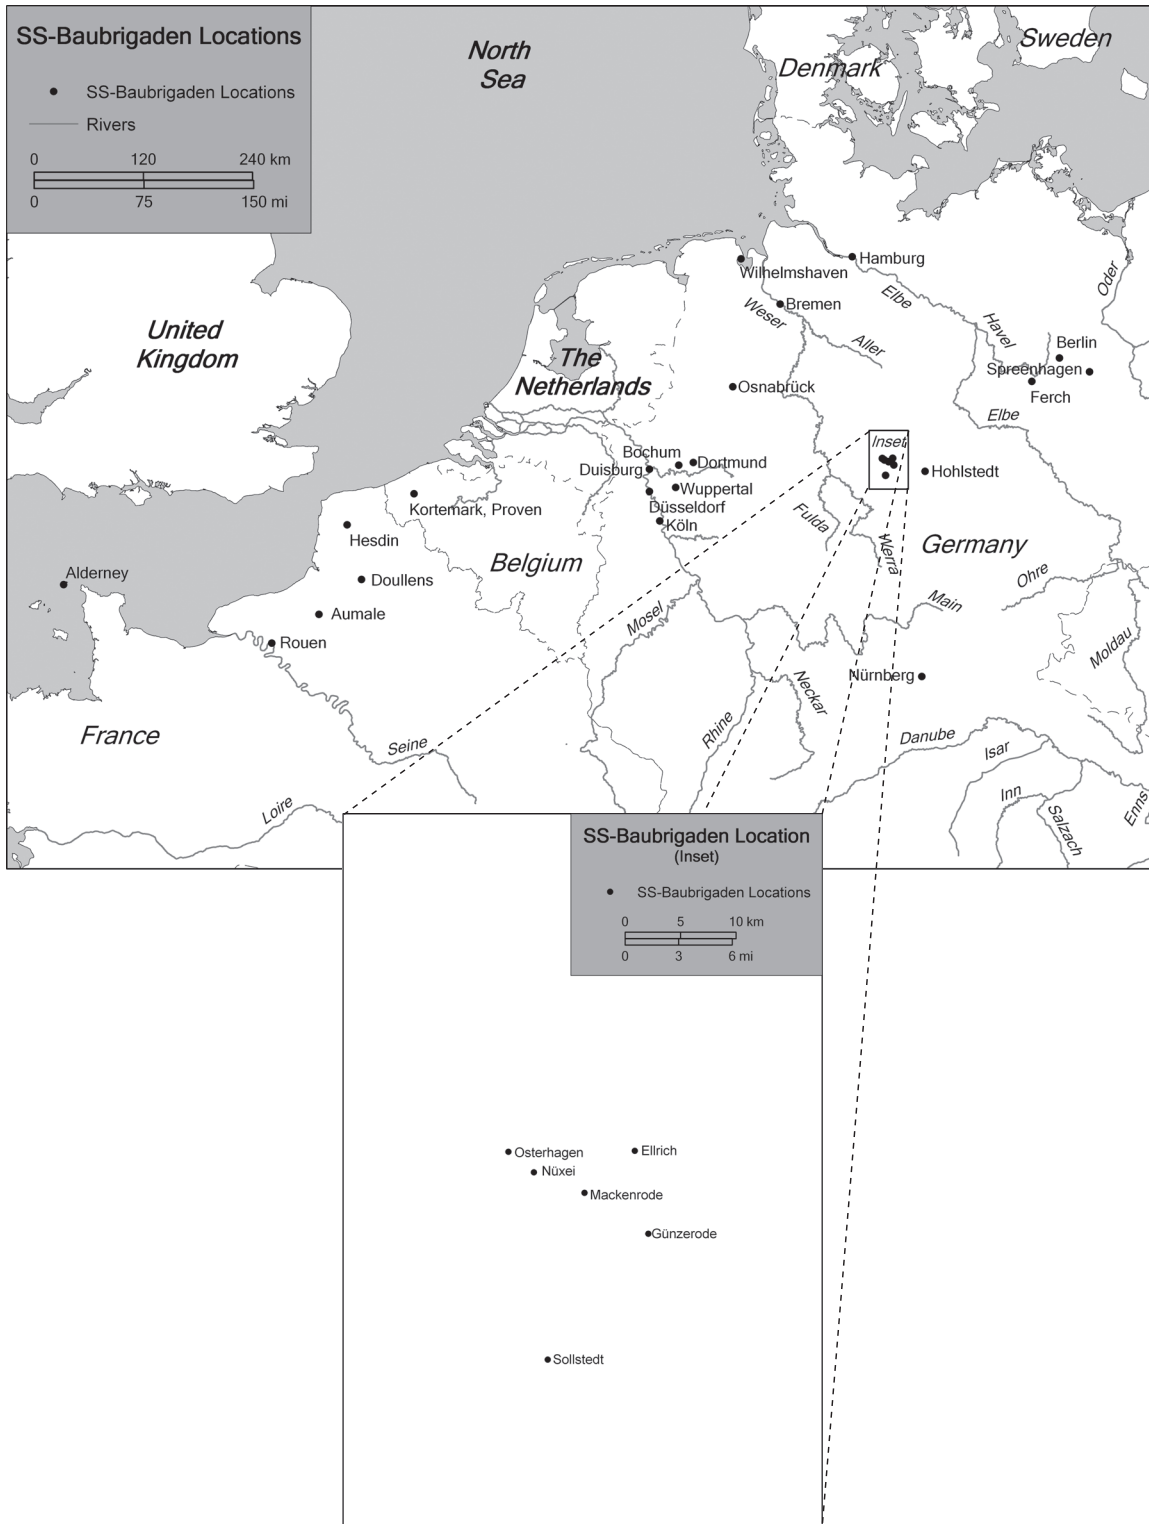 SS-Baubrigaden Locations
SS-Baubrigaden Locations
Rivers
0 120 240 km
0 75 150 mi
North
Sea
Sweden
Denmark
United
Kingdom
The
Netherlands
Belgium
Germany
France
Wilhelmshaven
Hamburg
Bremen
Elbe
Weser
Aller
Havel
Oder
Berlin
Spreenhagen
Ferch
Elbe
Osnabrück
Inset
Hohlstedt
Bochum
Dortmund
Duisburg
Wuppertal
Düsseldorf
Köln
Kortemark, Proven
Hesdin
Doullens
Alderney
Aumale
Rouen
Fulda
Werra
Ohre
Main
Mosel
Moldau
Nürnberg
Neckar
Rhine
Danube
Isar
Inn
Salzach
Enns
Seine
Loire
SS-Baubrigaden Location
(Inset)
SS-Baubrigaden Locations
0 5 10 km
0 3 6 mi
Osterhagen
Ellrich
Nüxei
Mackenrode
Günzerode
Sollstedt